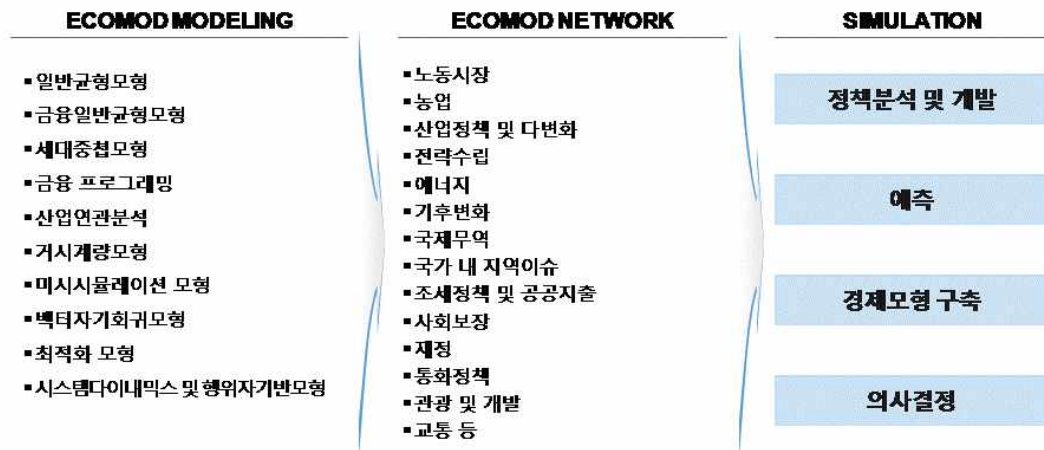 ECOMOD MODELING
▪일반균형모형
▪금융일반균형모형
▪세대중첩모형
▪금융 프로그래밍
▪산업연관분석
▪거시계량모형
▪미시시뮬레이션 모형
▪벡터자기회귀모형
▪최적화 모형
▪시스템다이내믹스 및 행위자기반모형
ECOMOD NETWORK
▪노동시장
▪농업
▪산업정책 및 다변화
▪전략수립
▪에너지
▪기후변화
▪국제무역
▪국가 내 지역이슈
▪조세정책 및 공공지출
▪사회보장
▪재정
▪통화정책
▪관광 및 개발
▪교통 등
SIMULATION
정책분석 및 개발
예측
경제모형 구축
의사결정